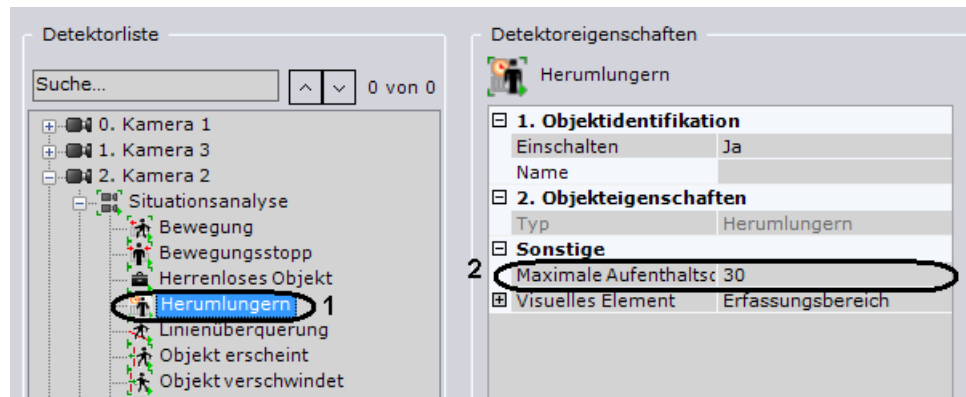 Detektorliste
Suche...
0 von 0
0. Kamera 1
1. Kamera 3
2. Kamera 2
Situationsanalyse
Bewegung
Bewegungsstopp
Herrenloses Objekt
Herumlungern 1
Linienüberquerung
Objekt erscheint
Objekt verschwindet
Detektoreigenschaften
Herumlungern
1. Objektidentifikation
Einschalten Ja
Name
2. Objekteigenschaften
Typ Herumlungern
Sonstige
2 Maximale Aufenthaltsd 30
Visuelles Element Erfassungsbereich